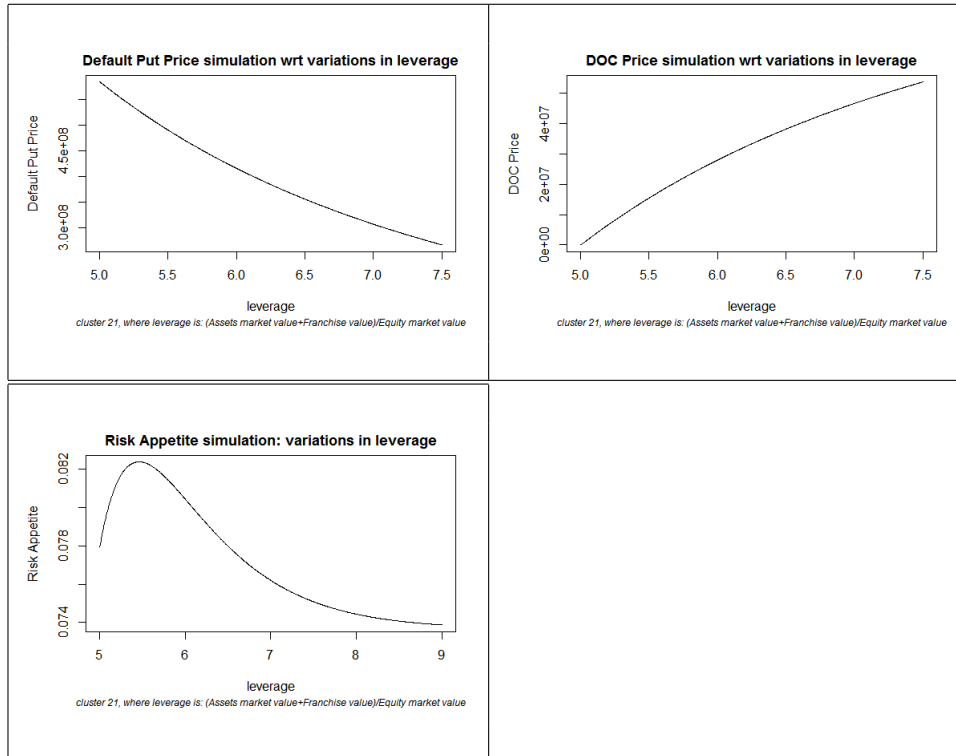 Default Put Price simulation wrt variations in leverage
Default Put Price
3.0e+08 4.5e+08
5.0 5.5 6.0 6.5 7.0 7.5
leverage
cluster 21, where leverage is: (Assets market value+Franchise value)/Equity market value
DOC Price simulation wrt variations in leverage
DOC Price
0e+00 2e+07 4e+07
5.0 5.5 6.0 6.5 7.0 7.5
leverage
cluster 21, where leverage is: (Assets market value+Franchise value)/Equity market value
Risk Appetite simulation: variations in leverage
Risk Appetite
0.074 0.078 0.082
5 6 7 8 9
leverage
cluster 21, where leverage is: (Assets market value+Franchise value)/Equity market value